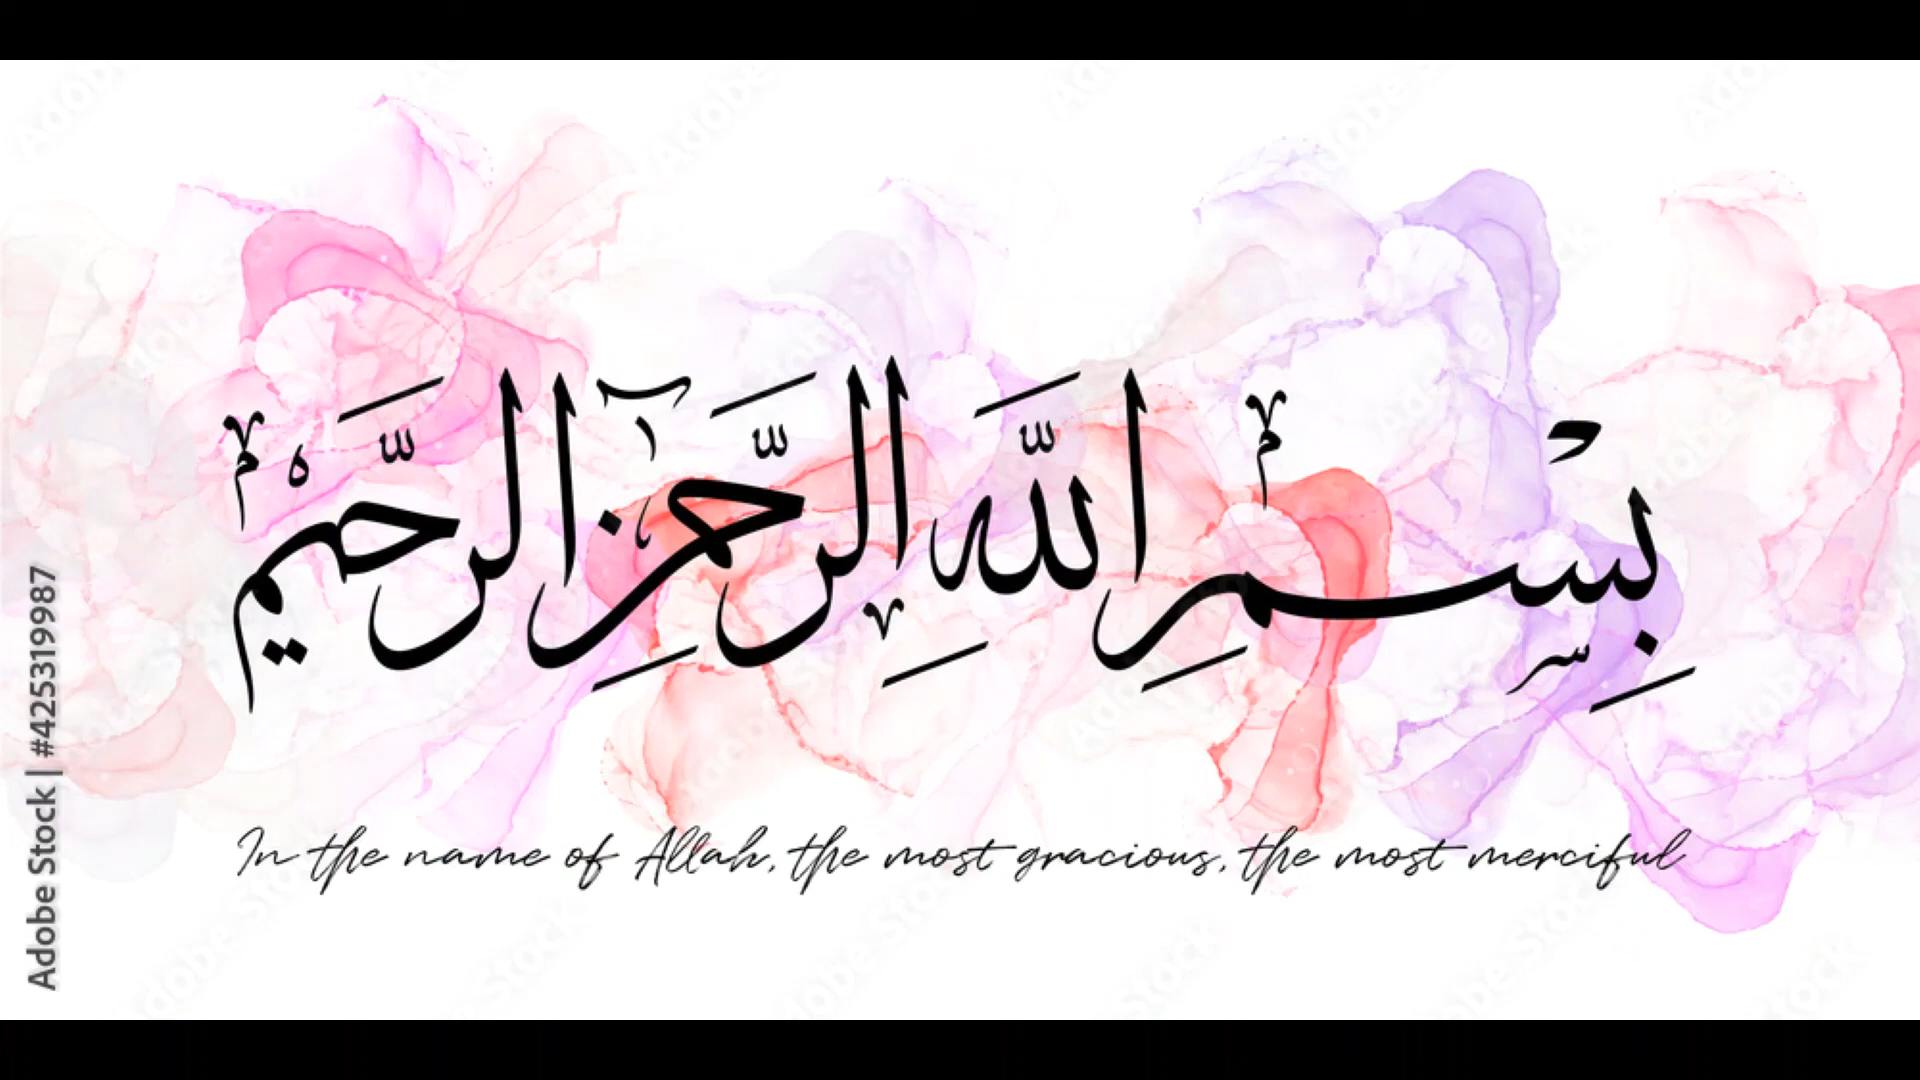 بِسْمِ اللَّهِ الرَّحْمَٰنِ الرَّحِيمِ
In the name of Allah, the most gracious, the most merciful
Adobe Stock | #425319987